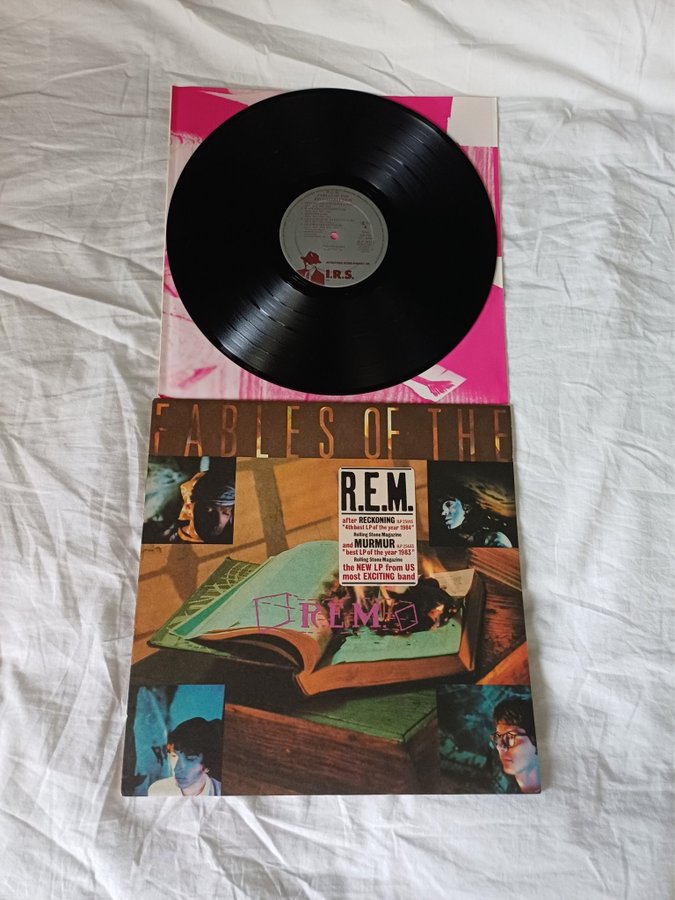 I.R.S.
FABLES OF THE
R.E.M.
after RECKONING
"4th best LP of the year 1984"
Rolling Stone Magazine
and MURMUR
"best LP of the year 1983"
Rolling Stone Magazine
the NEW LP from US
most EXCITING band
R.E.M.